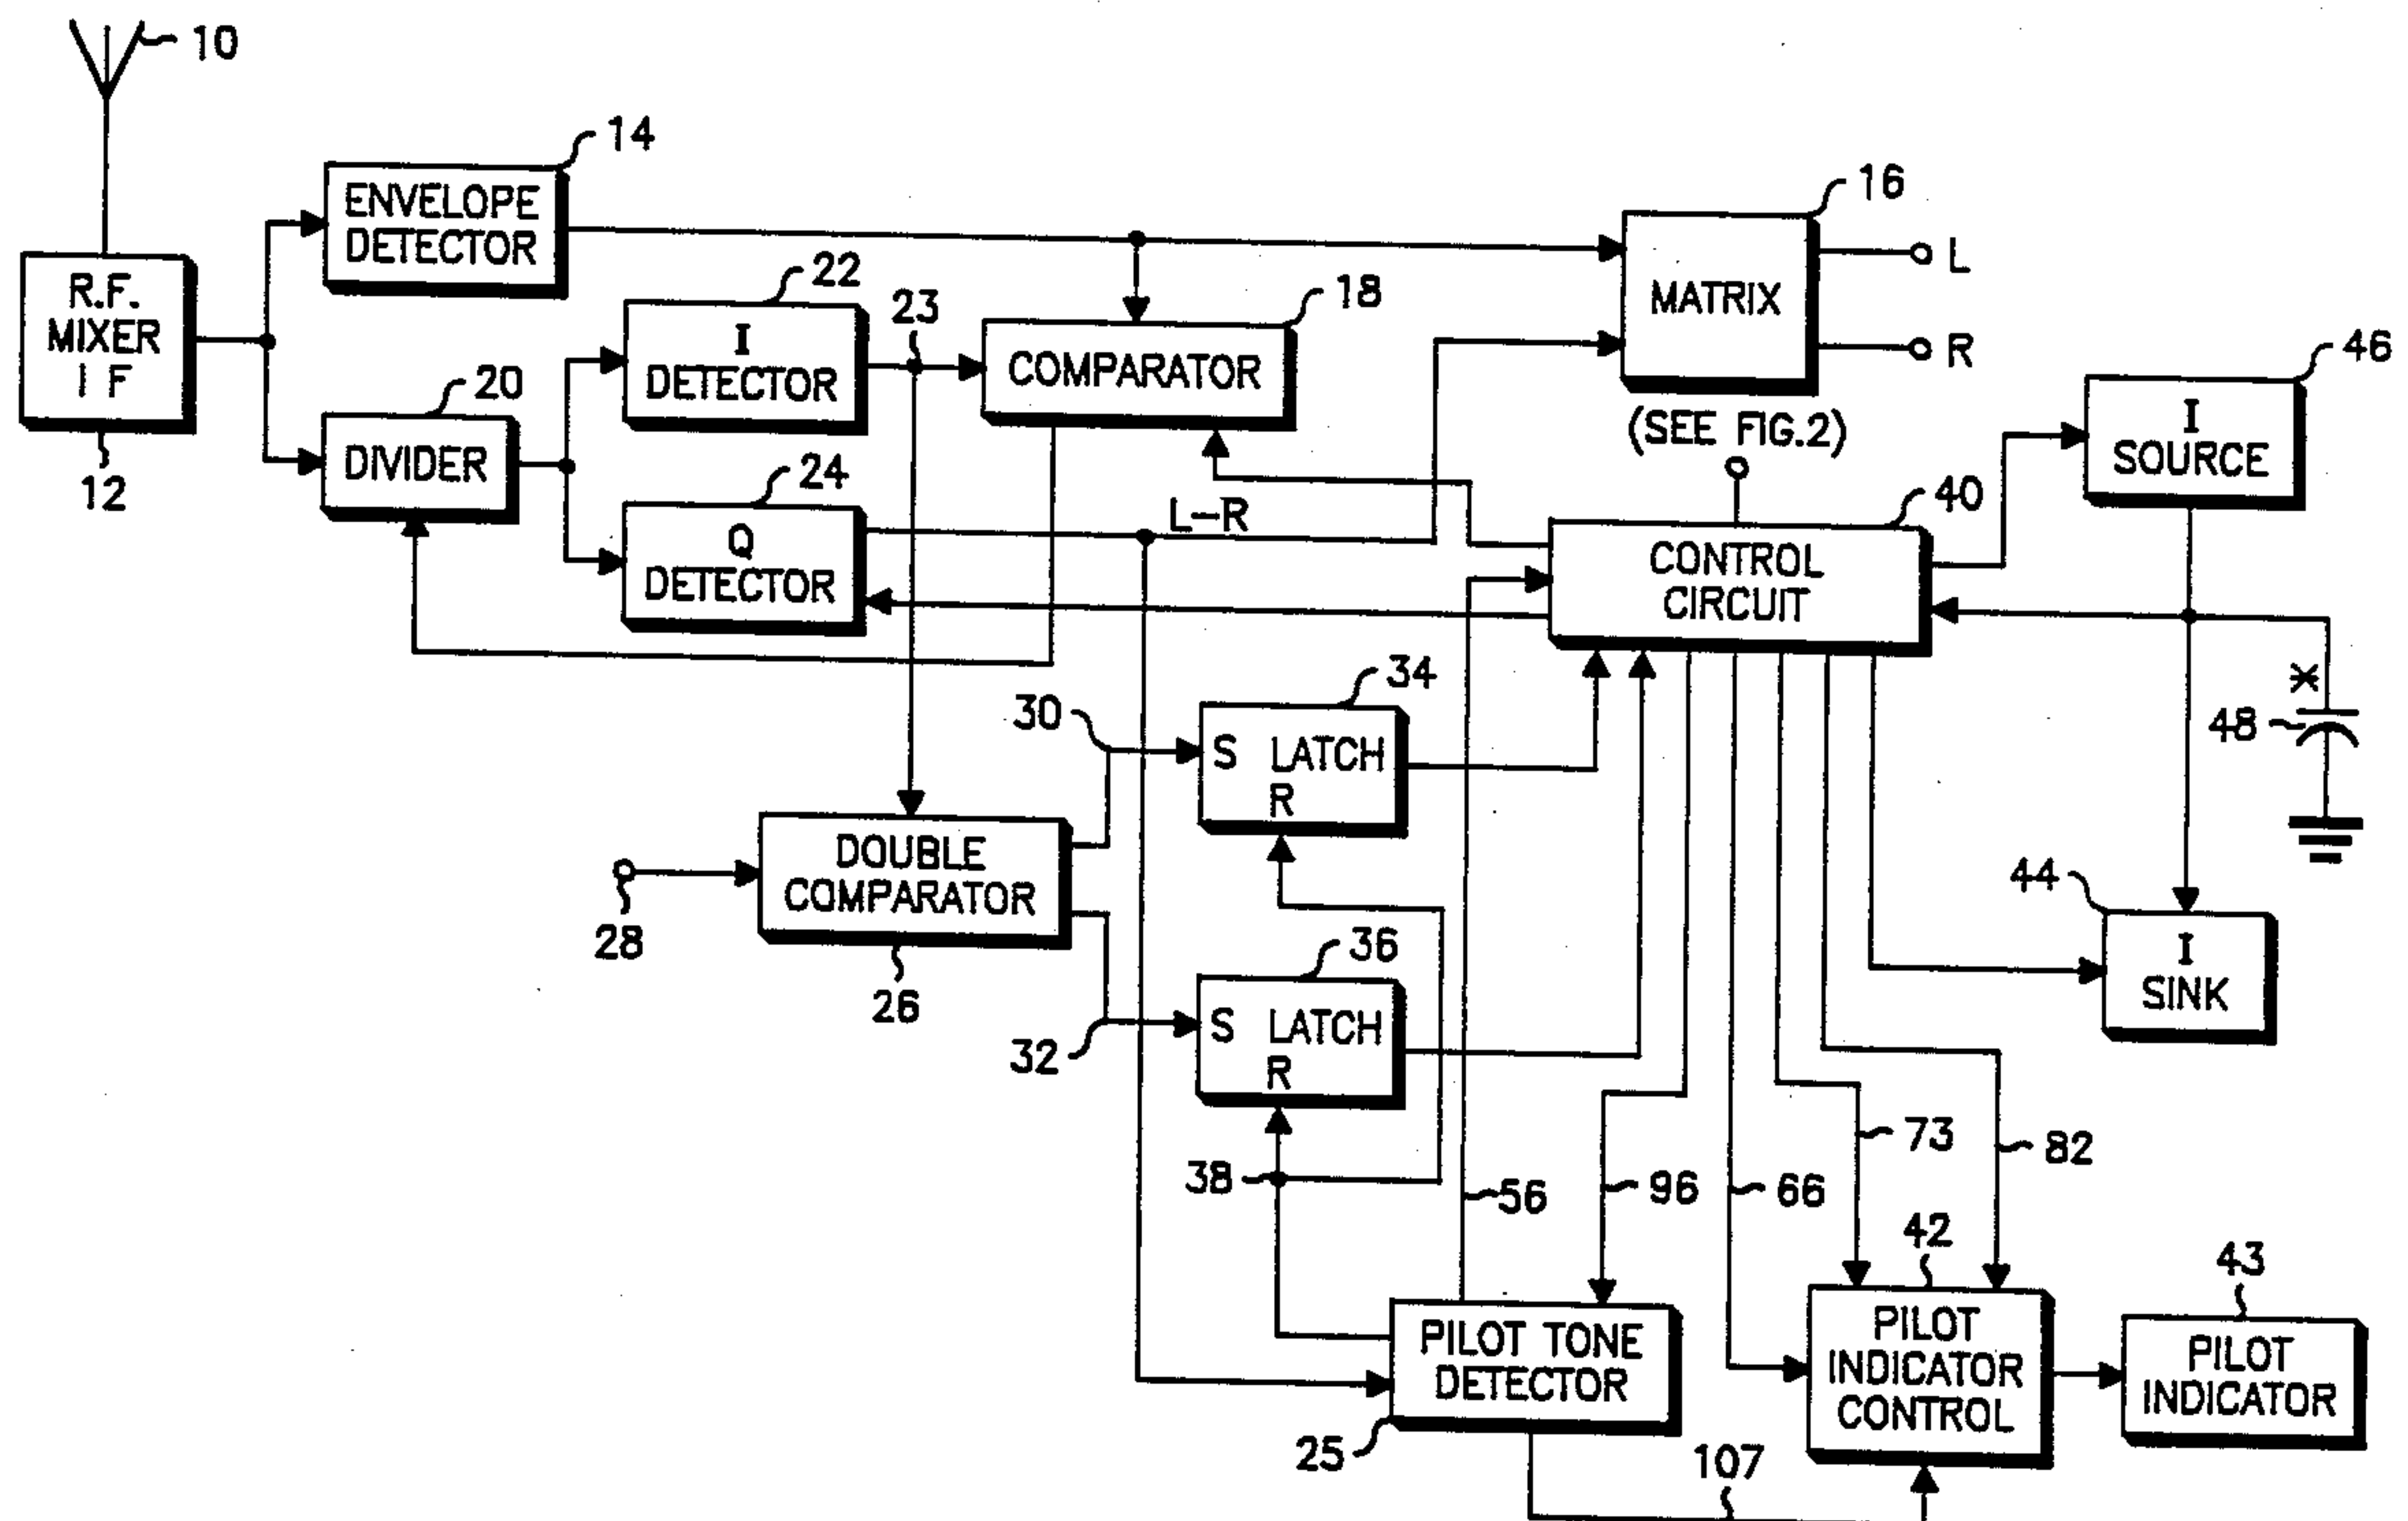 10
14
ENVELOPE
DETECTOR
R.F.
MIXER
I F
12
20
DIVIDER
22
I
DETECTOR
23
18
COMPARATOR
16
MATRIX
L
R
(SEE FIG.2)
46
I
SOURCE
24
Q
DETECTOR
L-R
40
CONTROL
CIRCUIT
*
48
34
30
S LATCH
R
DOUBLE
COMPARATOR
28
26
36
32
S LATCH
R
44
I
SINK
38
56
96
66
73
82
42
43
PILOT TONE
DETECTOR
25
PILOT
INDICATOR
CONTROL
PILOT
INDICATOR
107